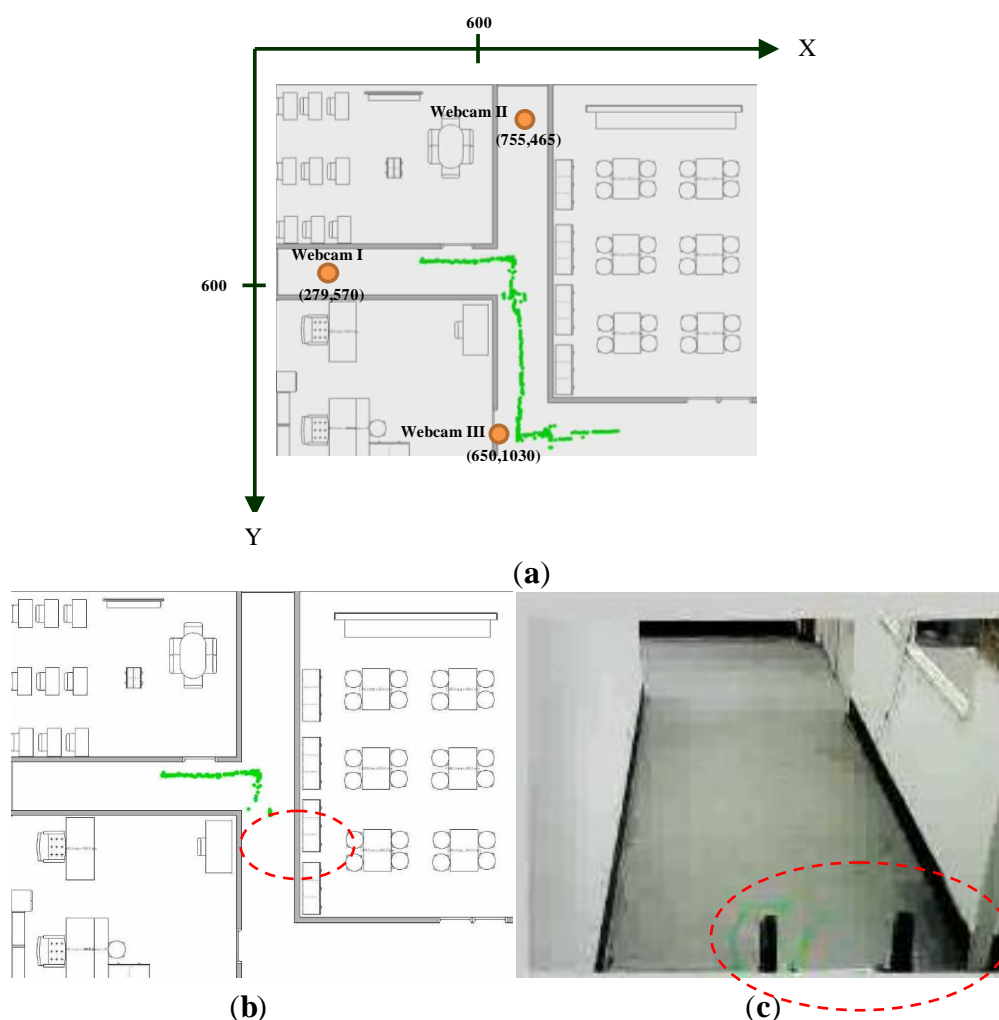 600
X
Webcam II
(755,465)
Webcam I
600
(279,570)
Webcam III
(650,1030)
Y
(a)
(b)
(c)